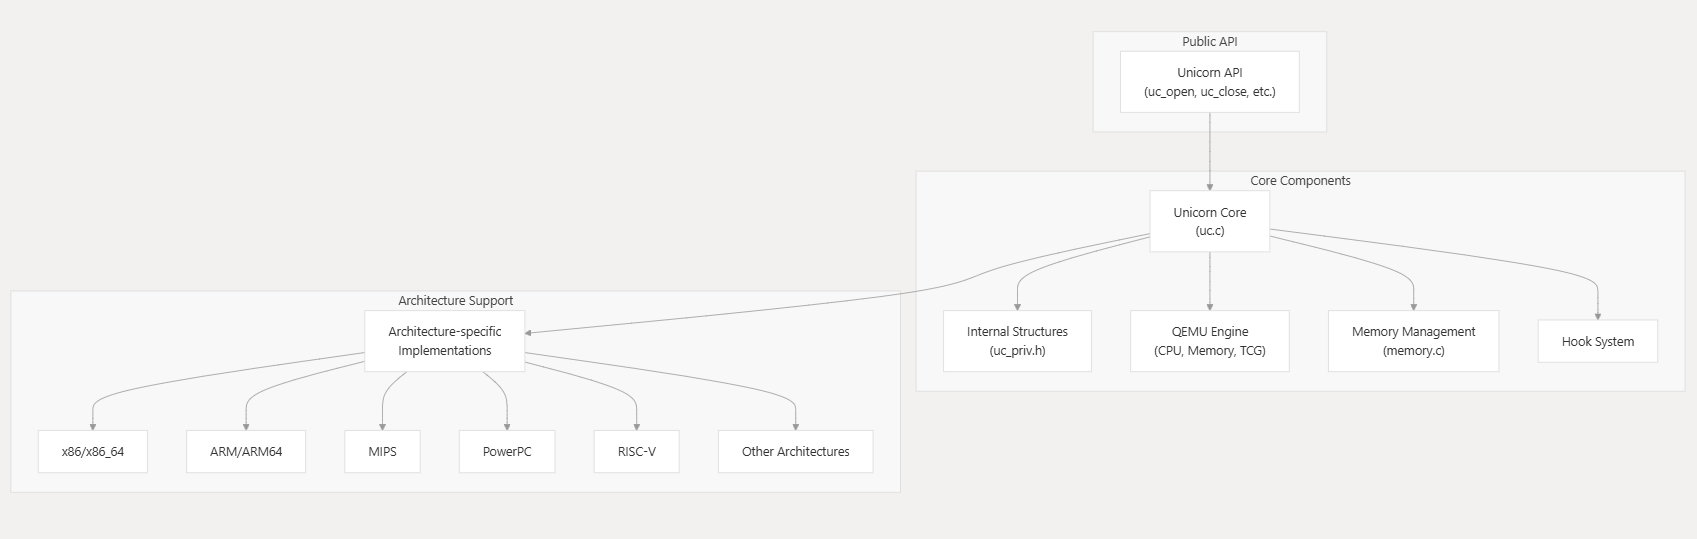 Public API
Unicorn API
(uc_open, uc_close, etc.)
Core Components
Unicorn Core
(uc.c)
Internal Structures
(uc_priv.h)
QEMU Engine
(CPU, Memory, TCG)
Memory Management
(memory.c)
Hook System
Architecture Support
Architecture-specific
Implementations
x86/x86_64
ARM/ARM64
MIPS
PowerPC
RISC-V
Other Architectures